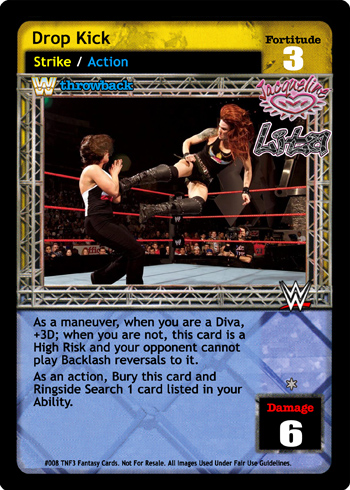 Drop Kick
Fortitude
3
Strike / Action
throwback
Jacqueline
Lita
As a maneuver, when you are a Diva,
+3D; when you are not, this card is a
High Risk and your opponent cannot
play Backlash reversals to it.
As an action, Bury this card and
Ringside Search 1 card listed in your
Ability.
*
Damage
6
#008 TNF3 Fantasy Cards. Not For Resale. All Images Used Under Fair Use Guidelines.